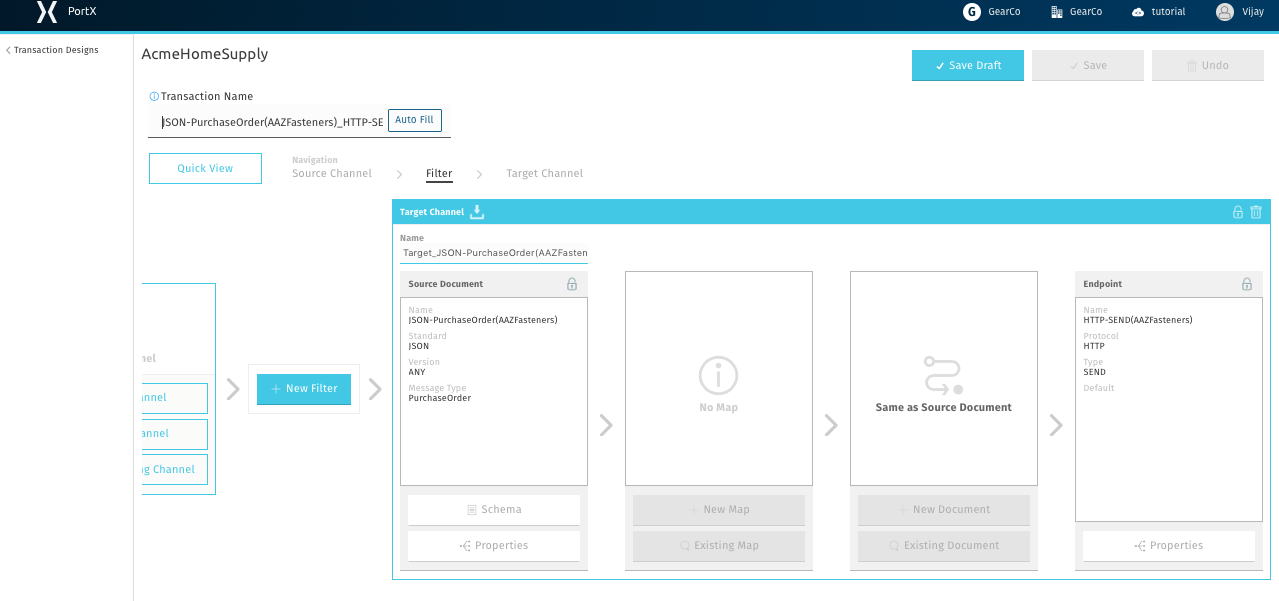 PortX
G GearCo
GearCo
tutorial
Vijay
Transaction Designs
AcmeHomeSupply
Save Draft
Save
Undo
Transaction Name
JSON-PurchaseOrder(AAZFasteners)_HTTP-SE
Auto Fill
Quick View
Navigation
Source Channel
Filter
Target Channel
nel
annel
annel
ng Channel
New Filter
Target Channel
Name
Target_JSON-PurchaseOrder(AAZFasten
Source Document
Name
JSON-PurchaseOrder(AAZFasteners)
Standard
JSON
Version
ANY
Message Type
PurchaseOrder
Schema
Properties
No Map
New Map
Existing Map
Same as Source Document
New Document
Existing Document
Endpoint
Name
HTTP-SEND(AAZFasteners)
Protocol
HTTP
Type
SEND
Default
Properties